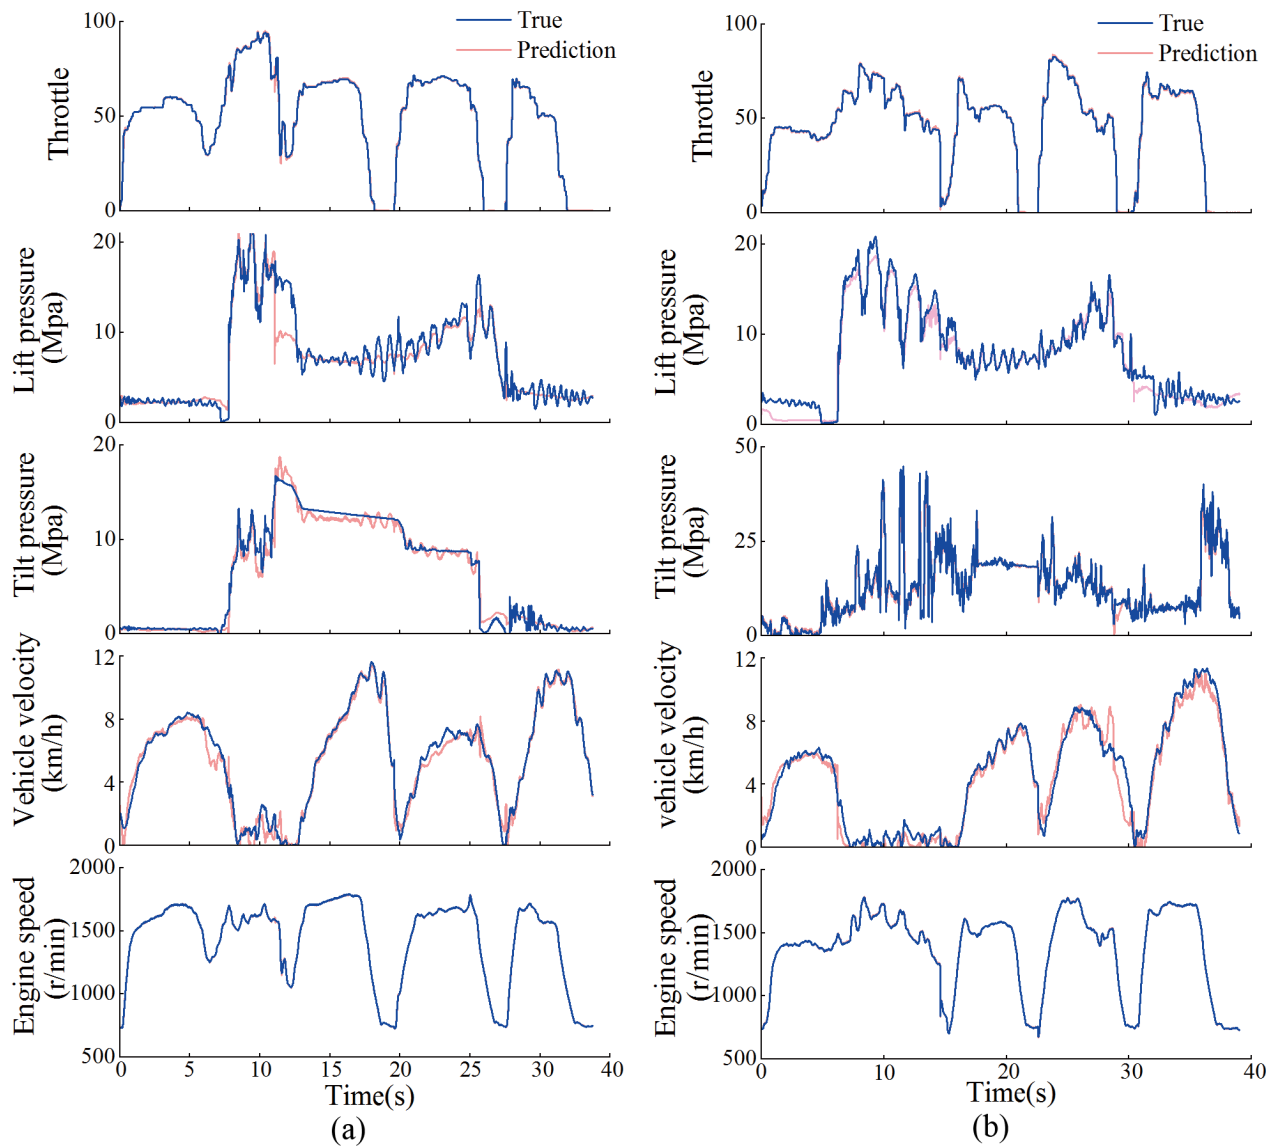 True
Prediction
100
50
0
Throttle
20
10
0
Lift pressure
(Mpa)
20
10
0
Tilt pressure
(Mpa)
12
8
4
0
Vehicle velocity
(km/h)
2000
1500
1000
500
Engine speed
(r/min)
0 5 10 15 20 25 30 38 40
Time(s)
(a)
True
Prediction
100
50
0
Throttle
20
10
0
Lift pressure
(Mpa)
50
25
0
Tilt pressure
(Mpa)
12
8
4
0
vehicle velocity
(km/h)
2000
1500
1000
500
Engine speed
(r/min)
0 10 20 30 40
Time(s)
(b)